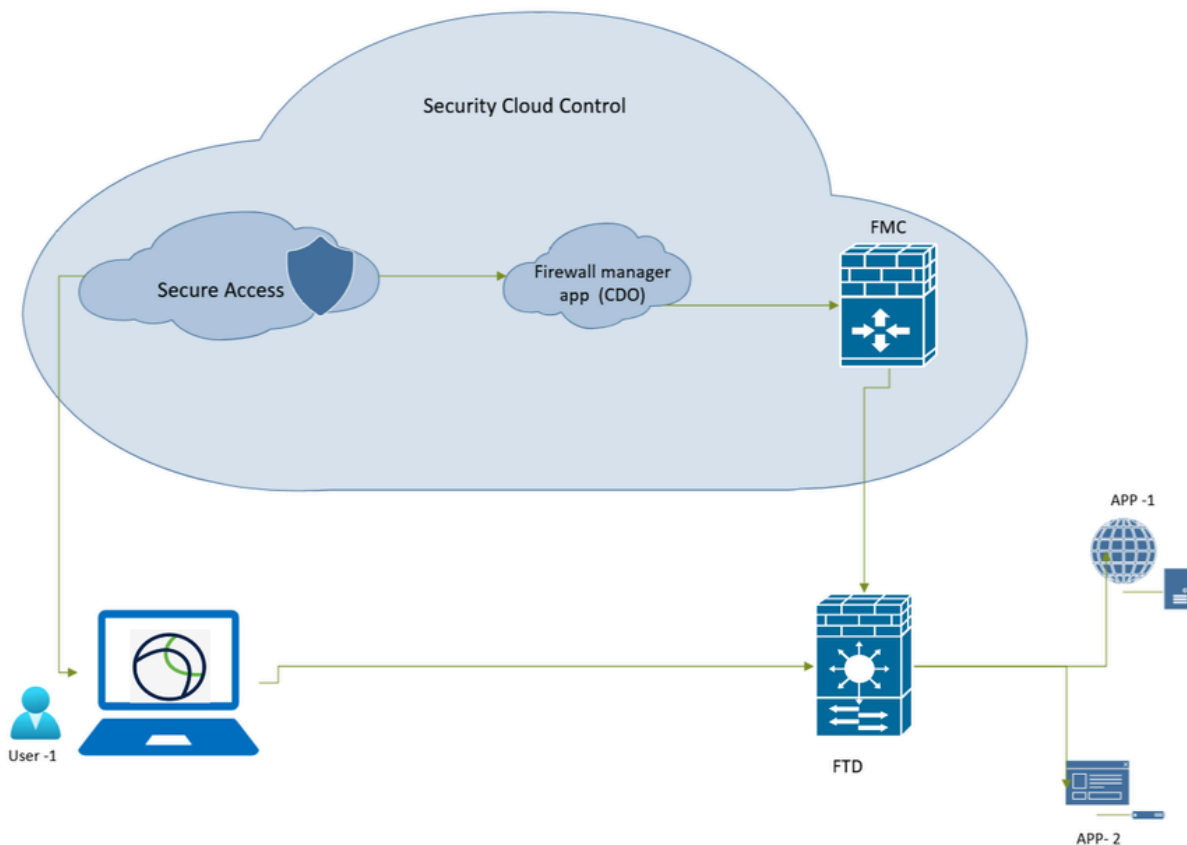 Security Cloud Control
FMC
Secure Access
Firewall manager
app  (CDO)
APP -1
User -1
FTD
APP- 2